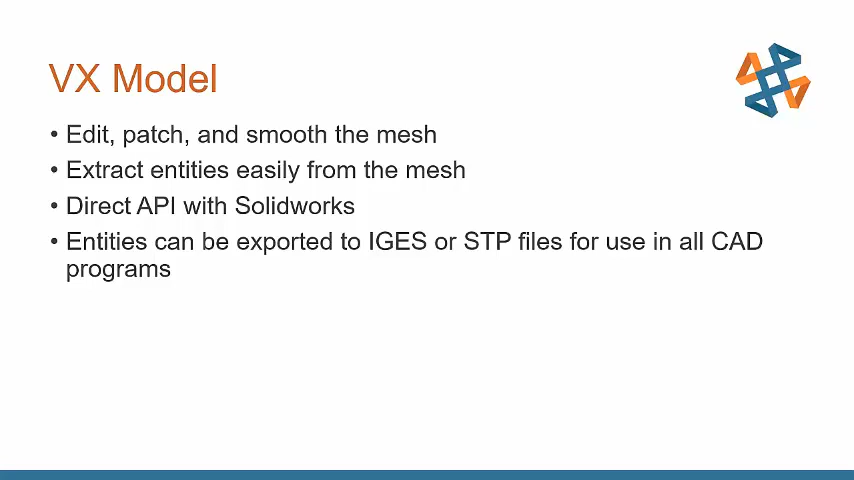 VX Model
• Edit, patch, and smooth the mesh
• Extract entities easily from the mesh
• Direct API with Solidworks
• Entities can be exported to IGES or STP files for use in all CAD
programs